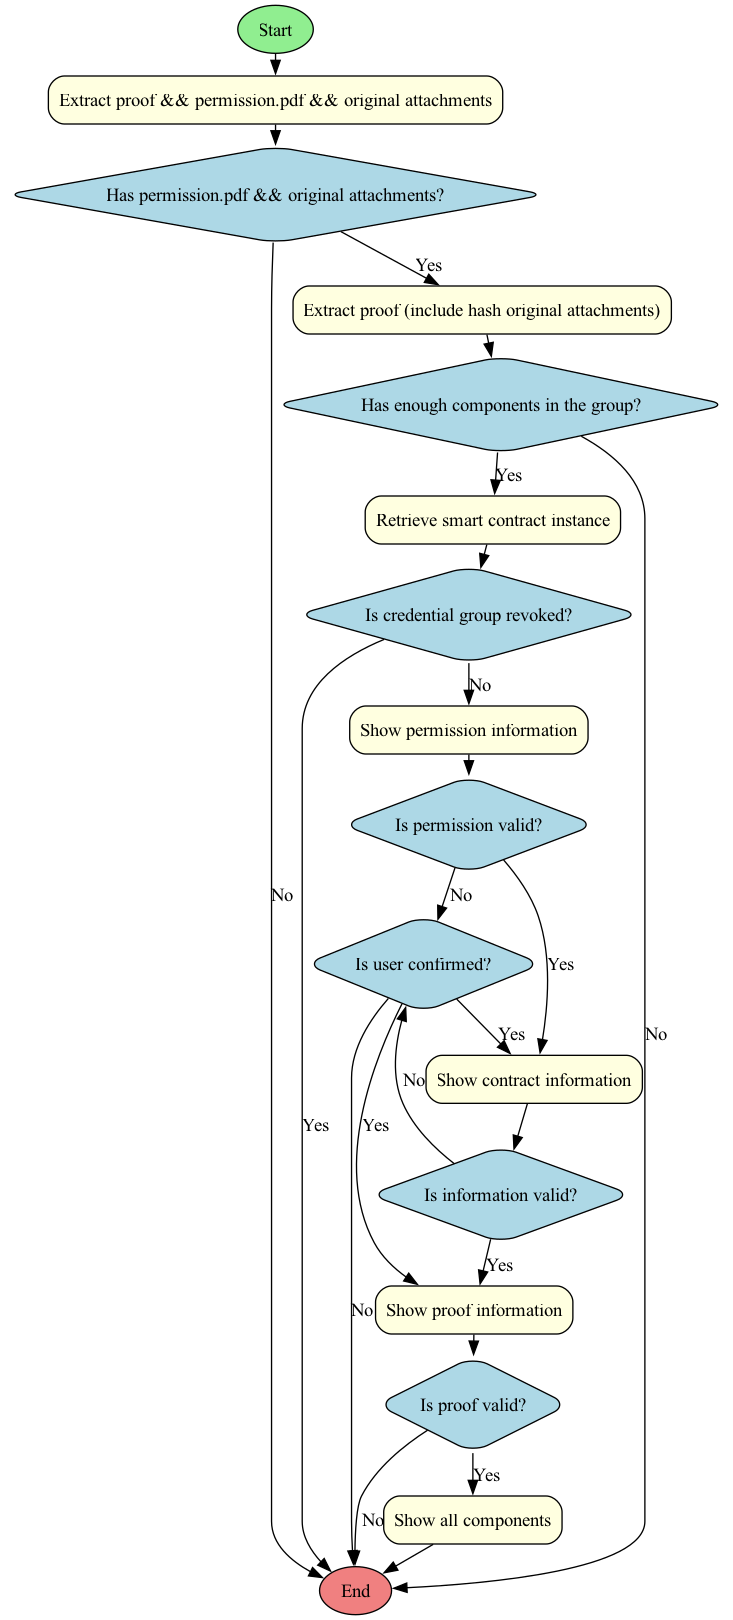 Start
Extract proof && permission.pdf && original attachments
Has permission.pdf && original attachments?
Yes
Extract proof (include hash original attachments)
Has enough components in the group?
Yes
Retrieve smart contract instance
Is credential group revoked?
No
Show permission information
Is permission valid?
No
No
Is user confirmed?
Yes
Yes
No
Show contract information
No
Yes
Yes
Is information valid?
Yes
No
Show proof information
Is proof valid?
Yes
No
Show all components
End